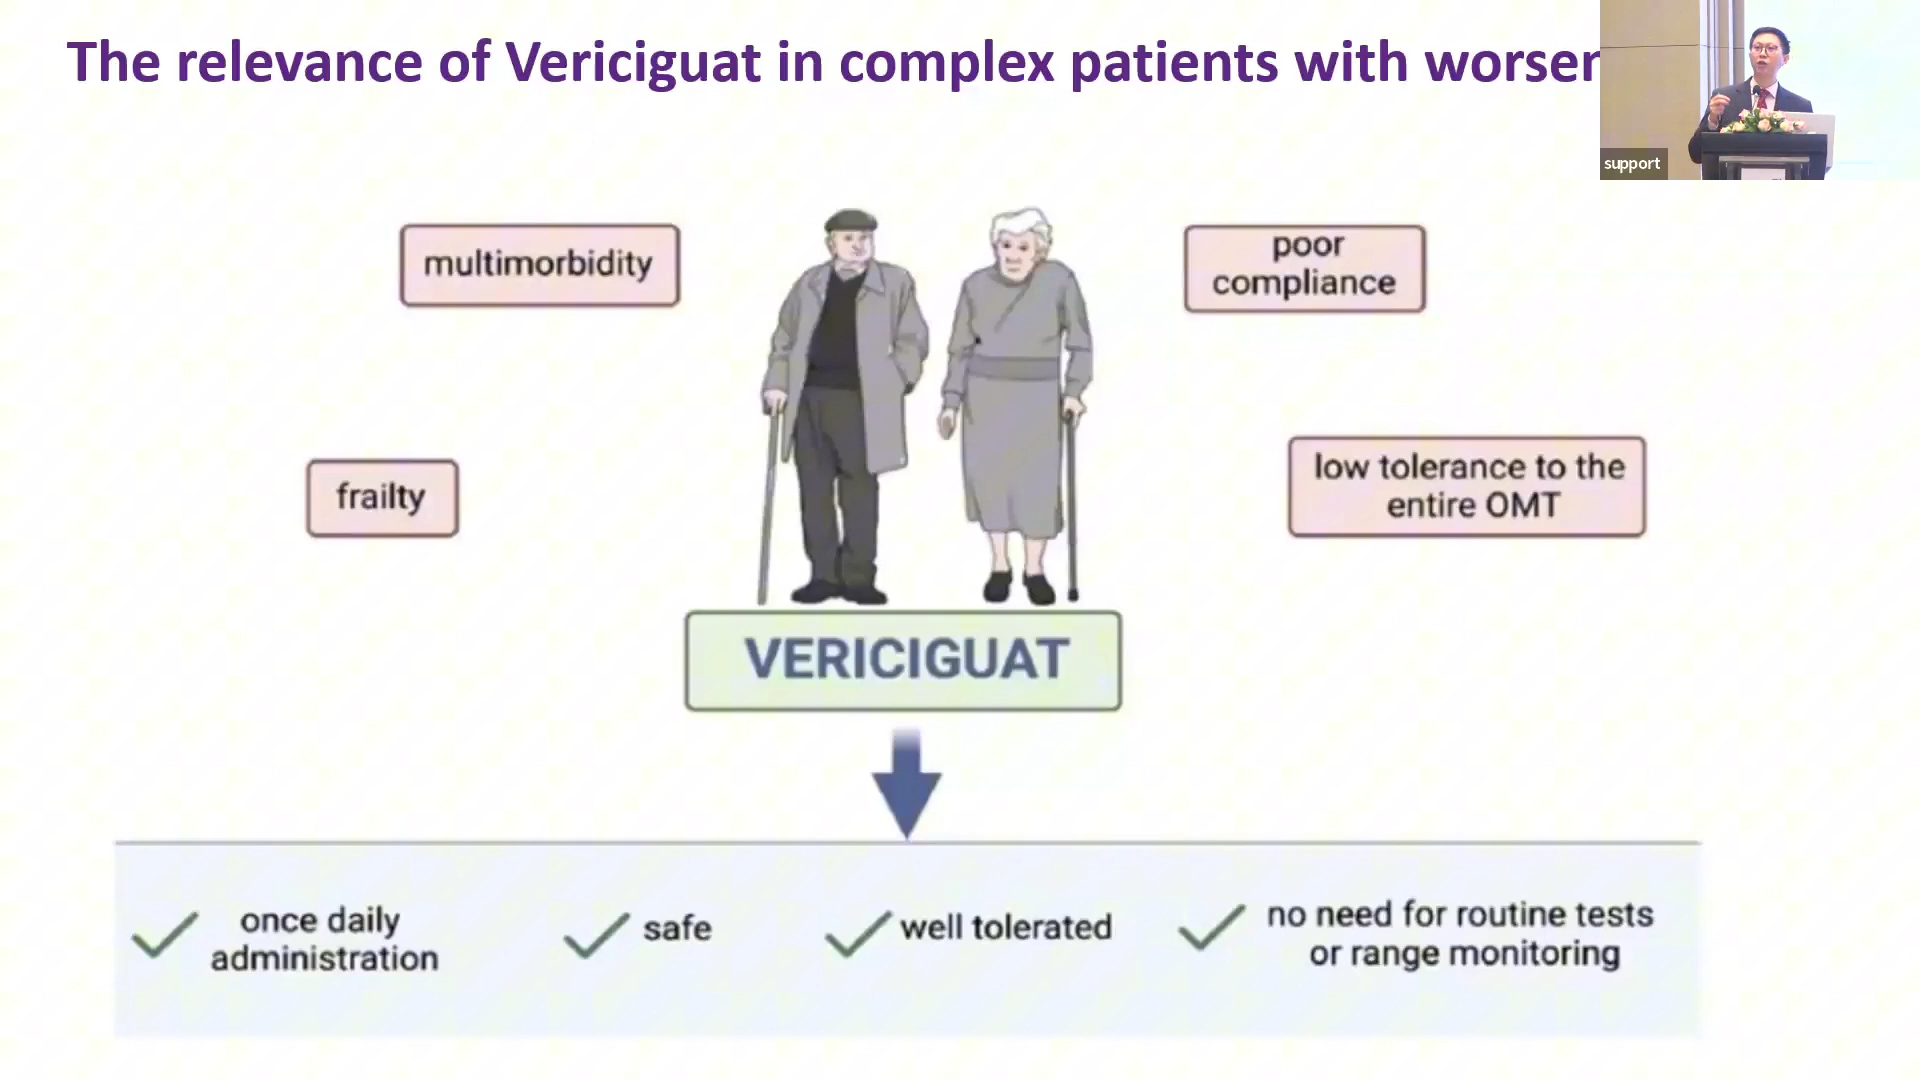 The relevance of Vericiguat in complex patients with
support
multimorbidity
poor
compliance
frailty
low tolerance to the
entire OMT
VERICIGUAT
once daily
administration
safe
well tolerated
no need for routine tests
or range monitoring